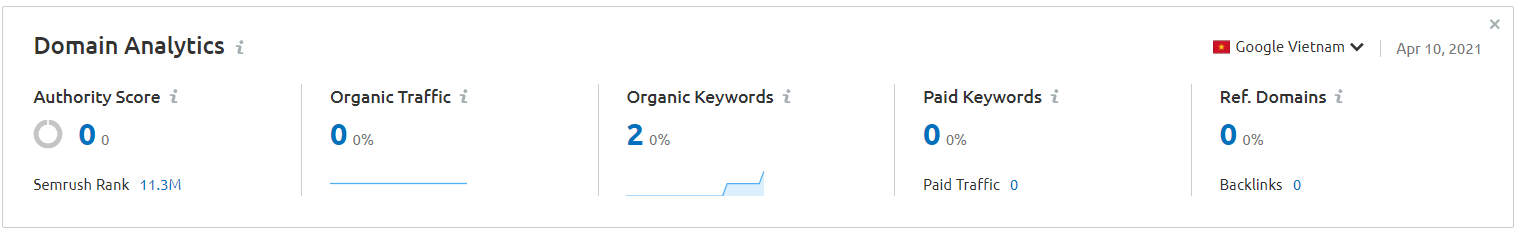 Domain Analytics i
Google Vietnam
Apr 10, 2021
Authority Score i
0 0
Semrush Rank 11.3M
Organic Traffic i
0 0%
Organic Keywords i
2 0%
Paid Keywords i
0 0%
Paid Traffic 0
Ref. Domains i
0 0%
Backlinks 0